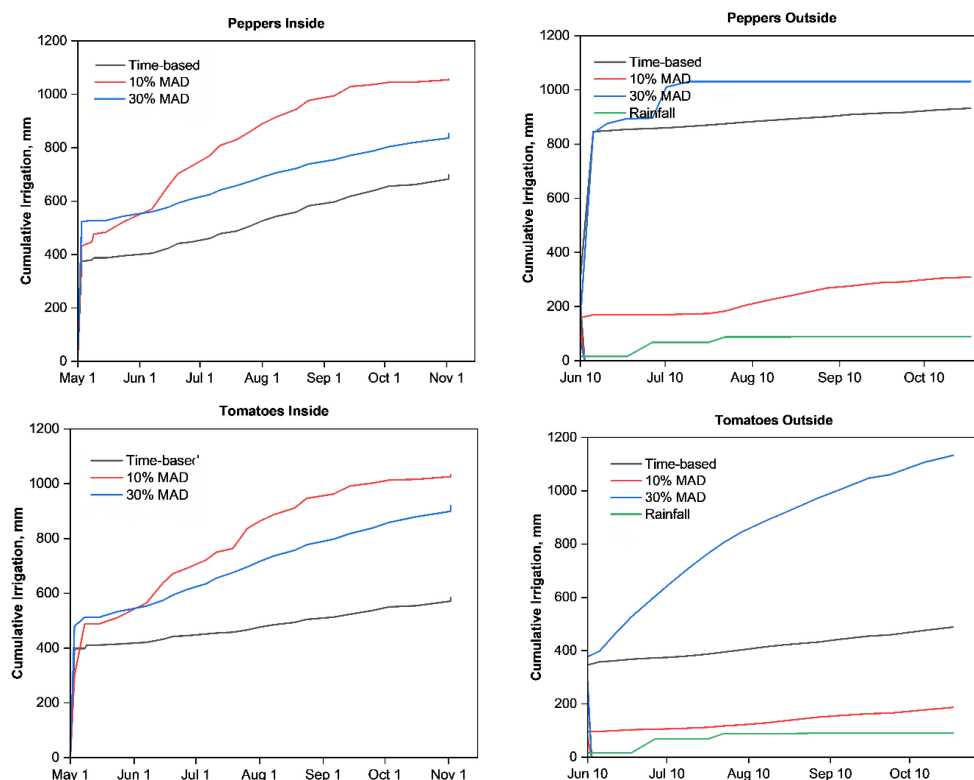 Peppers Inside
1200
1000
800
600
400
200
0
Cumulative Irrigation, mm
Time-based
10% MAD
30% MAD
May 1 Jun 1 Jul 1 Aug 1 Sep 1 Oct 1 Nov 1
Peppers Outside
1200
1000
800
600
400
200
0
Cumulative Irrigation, mm
Time-based
10% MAD
30% MAD
Rainfall
Jun 10 Jul 10 Aug 10 Sep 10 Oct 10
Tomatoes Inside
1200
1000
800
600
400
200
0
Cumulative Irrigation, mm
Time-based'
10% MAD
30% MAD
May 1 Jun 1 Jul 1 Aug 1 Sep 1 Oct 1 Nov 1
Tomatoes Outside
1200
1000
800
600
400
200
0
Cumulative Irrigation, mm
Time-based
10% MAD
30% MAD
Rainfall
Jun 10 Jul 10 Aug 10 Sep 10 Oct 10